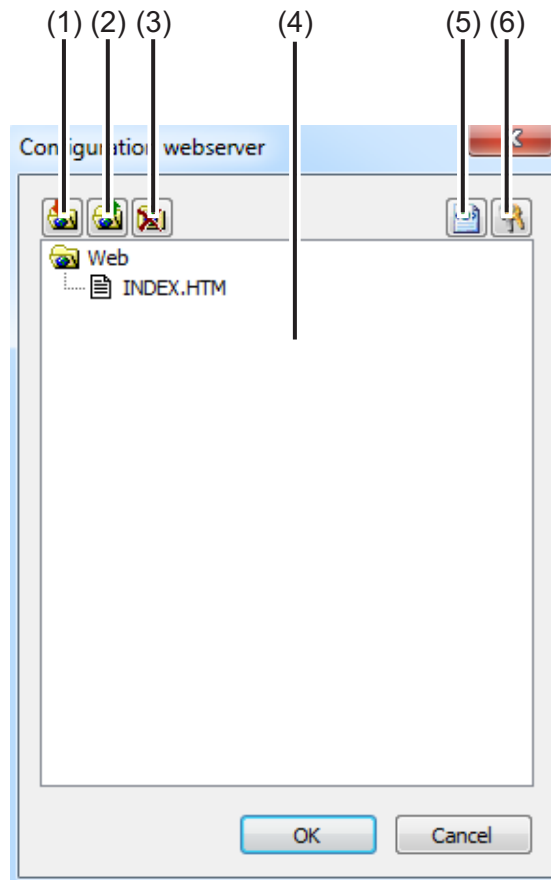 (1) (2) (3) (4) (5) (6)
Configuration webserver
Web
INDEX.HTM
OK Cancel